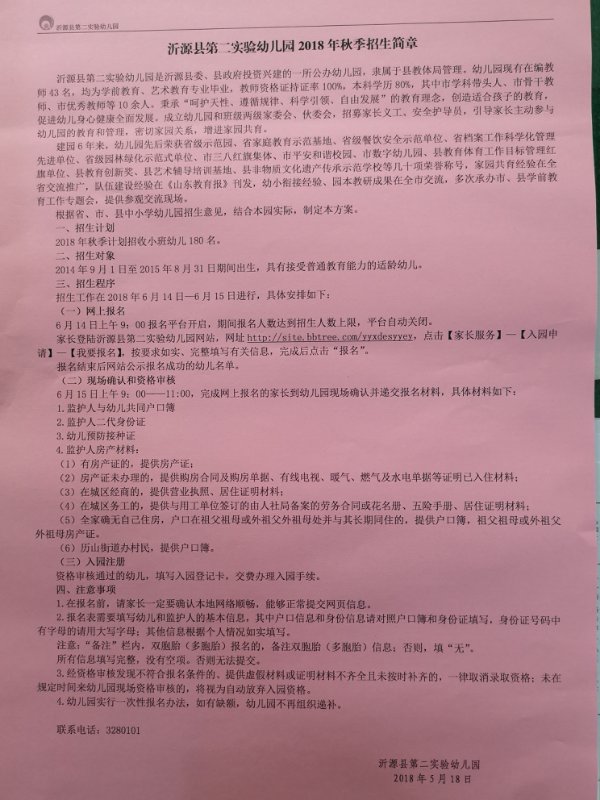 沂源县第二实验幼儿园
沂源县第二实验幼儿园 2018 年秋季招生简章
沂源县第二实验幼儿园是沂源县委、县政府投资兴建的一所公办幼儿园，隶属于县教体局管理。幼儿园现有在编教
师 43 名，均为学前教育、艺术教育专业毕业，教师资格证持证率 100%，本科学历 80%，其中市学科带头人、市骨干教
师、市优秀教师等 10 余人。秉承“呵护天性、遵循规律、科学引领、自由发展”的教育理念，创造适合孩子的教育，
促进幼儿身心健康全面发展。成立幼儿园和班级两级家委会、伙委会，招募家长义工、安全护导员，引导家长主动参与
幼儿园的教育和管理，密切家园关系，增进家园共育。
建园 6 年来，幼儿园先后荣获省级示范园、省家庭教育示范基地、省级餐饮安全示范单位、省档案工作科学化管理
先进单位、省级园林绿化示范式单位、市三八红旗集体、市平安和谐校园、市数字幼儿园、县教育体育工作目标管理红
旗单位、县教育创新奖、县艺术辅导培训基地、县非物质文化遗产传承示范学校等几十项荣誉称号，家园共育经验在全
省交流推广，队伍建设经验在《山东教育报》刊发，幼小衔接经验、园本教研成果在全市交流，多次承办市、县学前教
育工作专题会，提供参观交流现场。
根据省、市、县中小学幼儿园招生意见，结合本园实际，制定本方案。
一、招生计划
2018 年秋季计划招收小班幼儿 180 名。
二、招生对象
2014 年 9 月 1 日至 2015 年 8 月 31 日期间出生，具有接受普通教育能力的适龄幼儿。
三、招生程序
招生工作在 2018 年 6 月 14 日—6 月 15 日进行，具体安排如下：
（一）网上报名
6 月 14 日上午 9：00 报名平台开启，期间报名人数达到招生人数上限，平台自动关闭。
家长登陆沂源县第二实验幼儿园网站，网址 http://site.bbtree.com/yyxdesyyey，点击【家长服务】—【入园申
请】—【我要报名】，按要求如实、完整填写有关信息，完成后点击“报名”。
报名结束后网站公示报名成功的幼儿名单。
（二）现场确认和资格审核
6 月 15 日上午 9：00——11:00，完成网上报名的家长到幼儿园现场确认并递交报名材料，具体材料如下：
1.监护人与幼儿共同户口簿
2.监护人二代身份证
3.幼儿预防接种证
4.监护人房产材料：
（1）有房产证的，提供房产证；
（2）房产证未办理的，提供购房合同及购房单据、有线电视、暖气、燃气及水电单据等证明已入住材料；
（3）在城区经商的，提供营业执照、居住证明材料；
（4）在城区务工的，提供与用工单位签订的由人社局备案的劳务合同或花名册、五险手册、居住证明材料。
（5）全家确无自己住房，户口在祖父祖母或外祖父外祖母处并与其长期同住的，提供户口簿，祖父祖母或外祖父
外祖母房产证。
（6）历山街道办村民，提供户口簿。
（三）入园注册
资格审核通过的幼儿，填写入园登记卡，交费办理入园手续。
四、注意事项
1.在报名前，请家长一定要确认本地网络顺畅，能够正常提交网页信息。
2.报名表需要填写幼儿和监护人的基本信息，其中户口信息和身份信息请对照户口簿和身份证填写，身份证号码中
有字母的请用大写字母；其他信息根据个人情况如实填写。
注意：“备注”栏内，双胞胎（多胞胎）报名的，备注双胞胎（多胞胎）信息；否则，填“无”。
所有信息填写完整，没有空项。否则无法提交。
3.经资格审核发现不符合报名条件的、提供虚假材料或证明材料不齐全且未按时补齐的，一律取消录取资格；未在
规定时间来幼儿园现场资格审核的，将视为自动放弃入园资格。
4.幼儿园实行一次性报名办法，如有缺额，幼儿园不再组织递补。
联系电话：3280101
沂源县第二实验幼儿园
2018 年 5 月 18 日